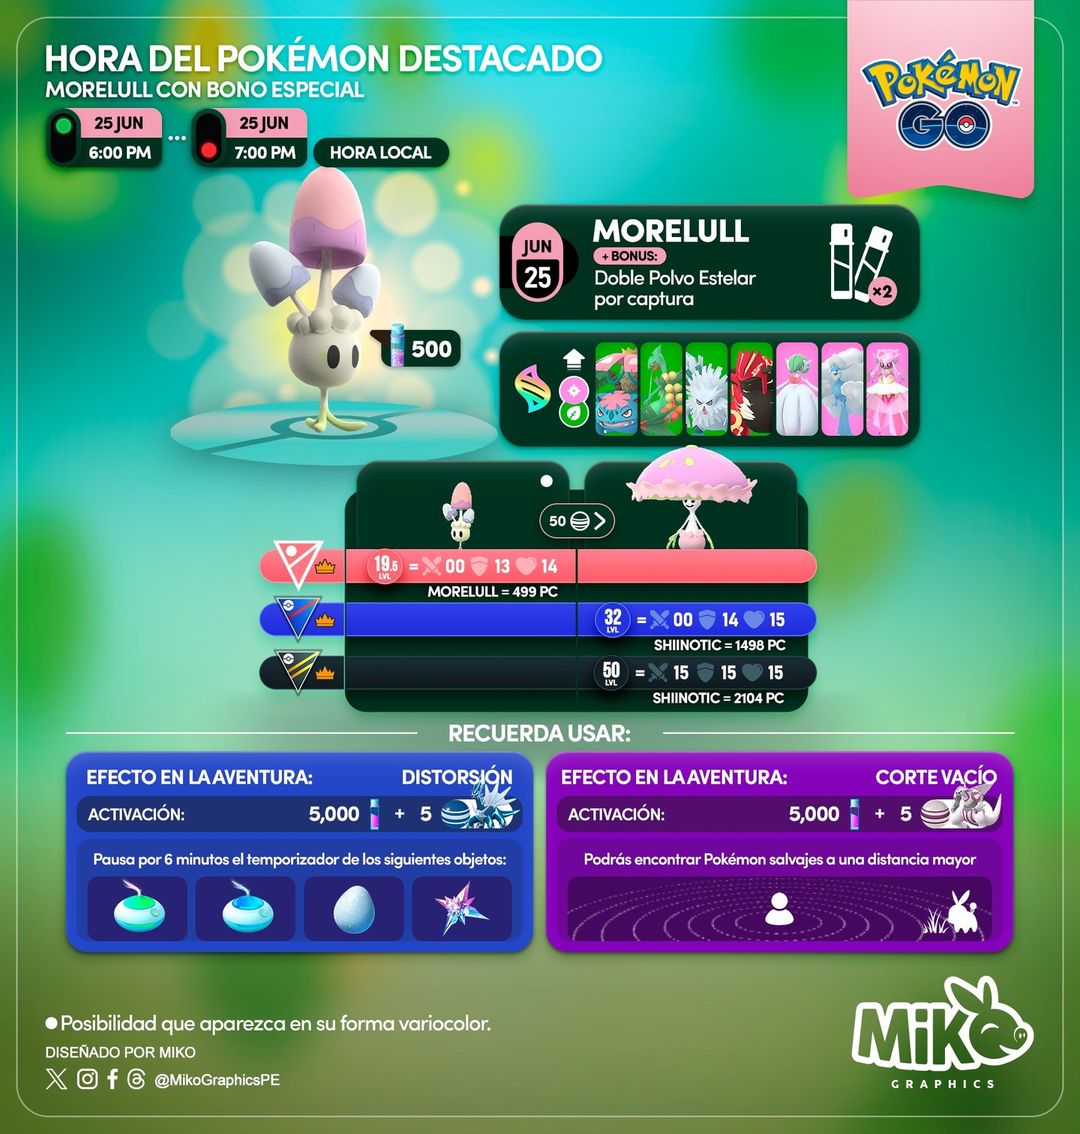 HORA DEL POKÉMON DESTACADO
MORELULL CON BONO ESPECIAL
25 JUN
6:00 PM
...
25 JUN
7:00 PM
HORA LOCAL
POKÉMON
GO
JUN
25
MORELULL
+ BONUS:
Doble Polvo Estelar
por captura
×2
500
50 >
19.5 LVL = 00 13 14
MORELULL = 499 PC
32 LVL = 00 14 15
SHIINOTIC = 1498 PC
50 LVL = 15 15 15
SHIINOTIC = 2104 PC
RECUERDA USAR:
EFECTO EN LA AVENTURA: DISTORSIÓN
ACTIVACIÓN: 5,000 + 5
Pausa por 6 minutos el temporizador de los siguientes objetos:
EFECTO EN LA AVENTURA: CORTE VACÍO
ACTIVACIÓN: 5,000 + 5
Podrás encontrar Pokémon salvajes a una distancia mayor
Posibilidad que aparezca en su forma variocolor.
DISEÑADO POR MIKO
@MikoGraphicsPE
MiKO
GRAPHICS